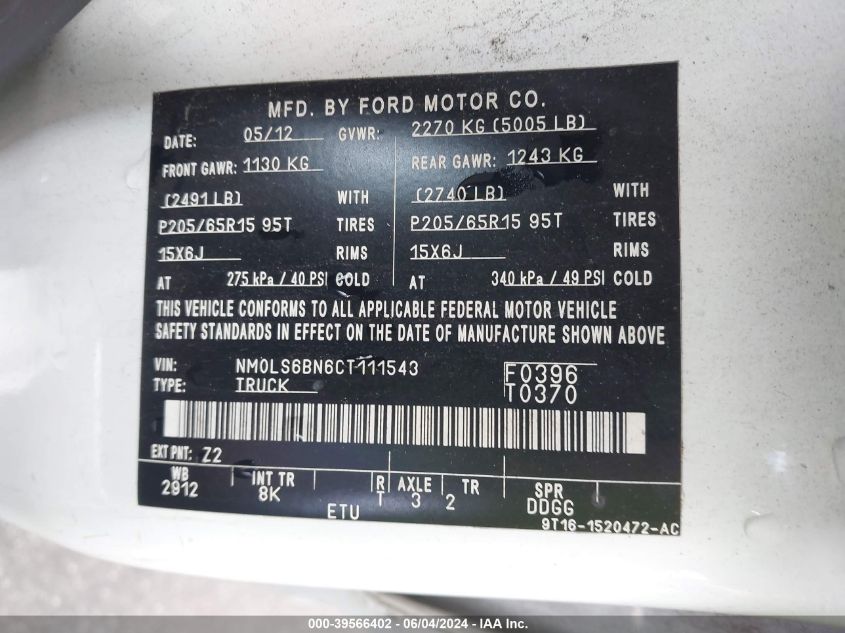 MFD. BY FORD MOTOR CO.
DATE: 05/12 GVWR: 2270 KG (5005 LB)
FRONT GAWR: 1130 KG REAR GAWR: 1243 KG
(2491 LB) WITH (2740 LB) WITH
P205/65R15 95T TIRES P205/65R15 95T TIRES
15X6J RIMS 15X6J RIMS
AT 275 kPa / 40 PSI COLD AT 340 kPa / 49 PSI COLD
THIS VEHICLE CONFORMS TO ALL APPLICABLE FEDERAL MOTOR VEHICLE
SAFETY STANDARDS IN EFFECT ON THE DATE OF MANUFACTURE SHOWN ABOVE
VIN: NM0LS6BN6CT111543 F0396
TYPE: TRUCK T0370
EXT PNT: Z2
WB INT TR R AXLE TR SPR
2912 8K T 3 2 DDGG
ETU 9T16-1520472-AC
000-39566402 - 06/04/2024 - IAA Inc.